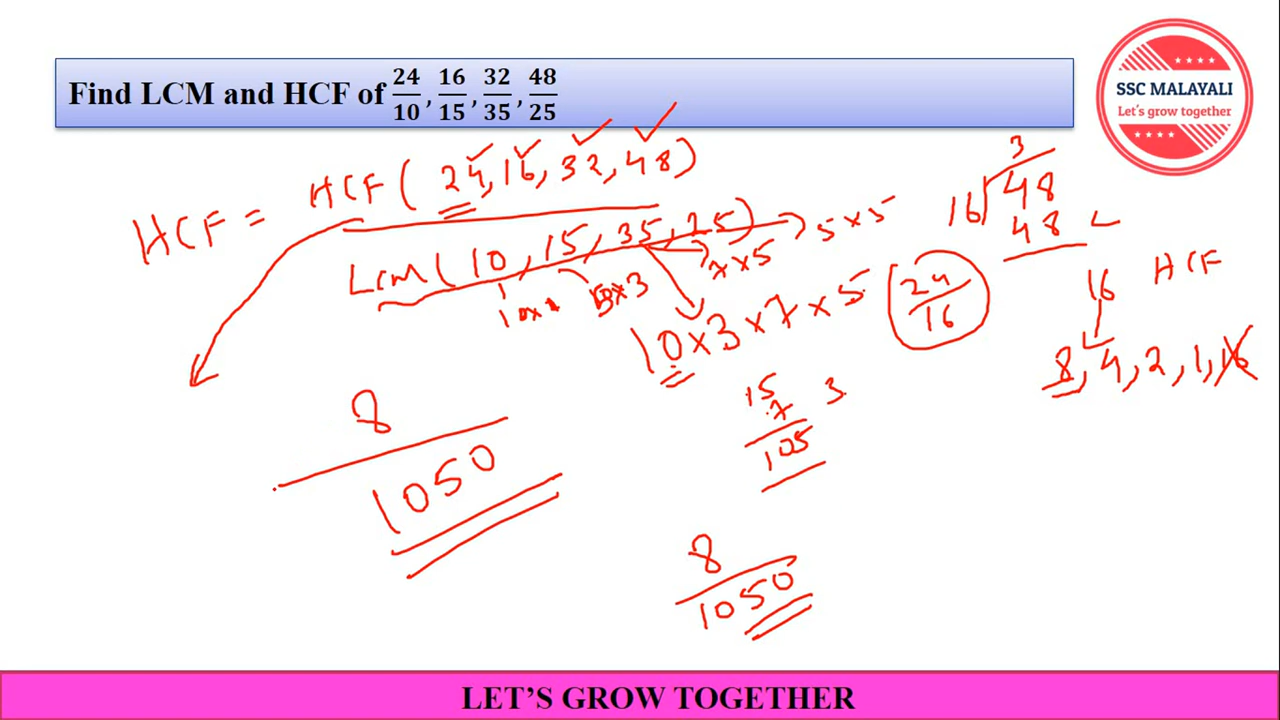 Find LCM and HCF of 24/10, 16/15, 32/35, 48/25
SSC MALAYALI
Let's grow together
HCF = HCF ( 24, 16, 32, 48 )
LCM ( 10, 15, 35, 25 )
5 × 5
7 × 5
10 × 3 × 7 × 5
24/16
3
16 48
48
16 HCF
8, 4, 2, 1, 16
15 3
7
105
8
1050
8
1050
LET'S GROW TOGETHER